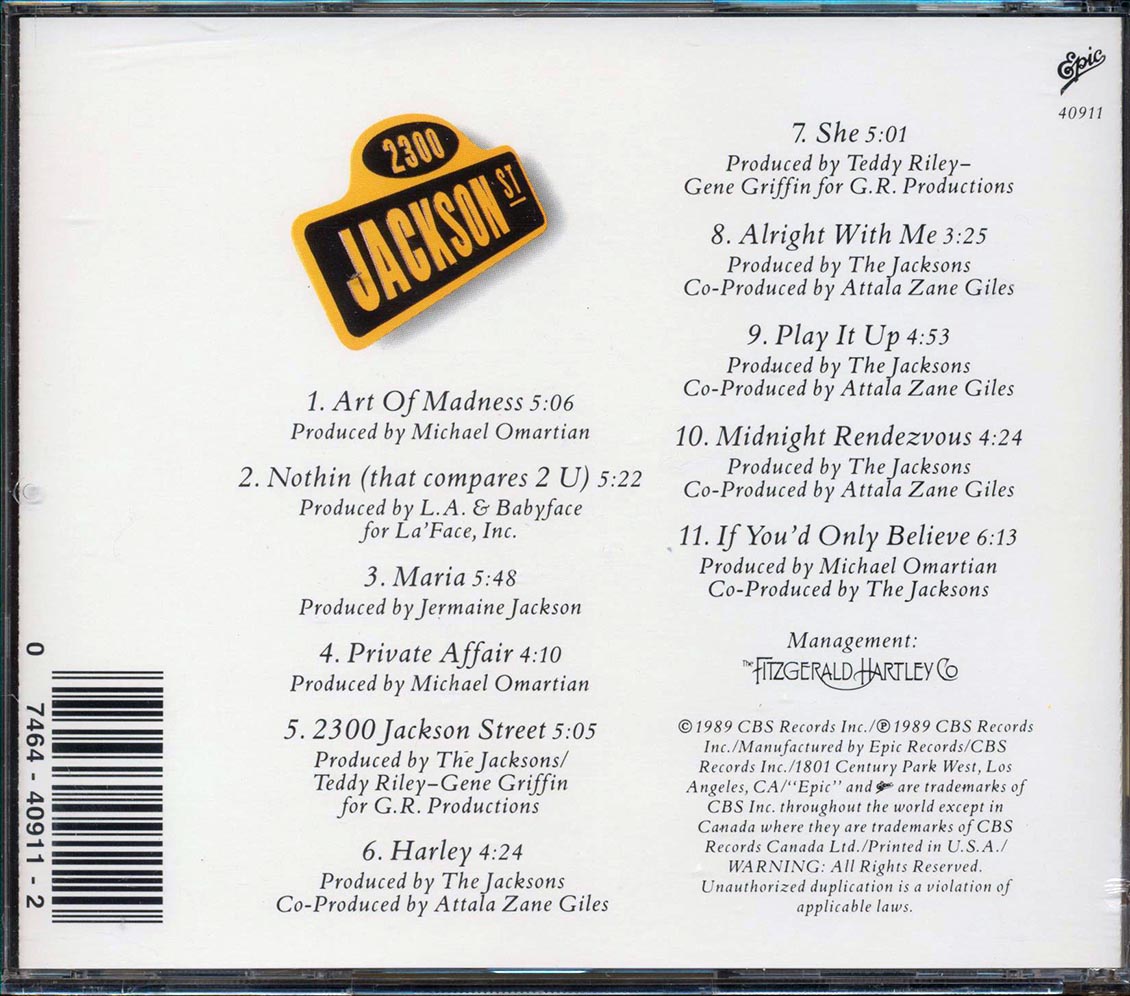 2300
JACKSON ST
1. Art Of Madness 5:06
Produced by Michael Omartian
2. Nothin (that compares 2 U) 5:22
Produced by L.A. & Babyface
for La'Face, Inc.
3. Maria 5:48
Produced by Jermaine Jackson
4. Private Affair 4:10
Produced by Michael Omartian
5. 2300 Jackson Street 5:05
Produced by The Jacksons/
Teddy Riley–Gene Griffin
for G.R. Productions
6. Harley 4:24
Produced by The Jacksons
Co-Produced by Attala Zane Giles
0 7464 - 40911 - 2
Epic
40911
7. She 5:01
Produced by Teddy Riley–
Gene Griffin for G.R. Productions
8. Alright With Me 3:25
Produced by The Jacksons
Co-Produced by Attala Zane Giles
9. Play It Up 4:53
Produced by The Jacksons
Co-Produced by Attala Zane Giles
10. Midnight Rendezvous 4:24
Produced by The Jacksons
Co-Produced by Attala Zane Giles
11. If You'd Only Believe 6:13
Produced by Michael Omartian
Co-Produced by The Jacksons
Management:
The FITZGERALD HARTLEY CO
©1989 CBS Records Inc./℗1989 CBS Records
Inc./Manufactured by Epic Records/CBS
Records Inc./1801 Century Park West, Los
Angeles, CA/"Epic" and Epic are trademarks of
CBS Inc. throughout the world except in
Canada where they are trademarks of CBS
Records Canada Ltd./Printed in U.S.A./
WARNING: All Rights Reserved.
Unauthorized duplication is a violation of
applicable laws.